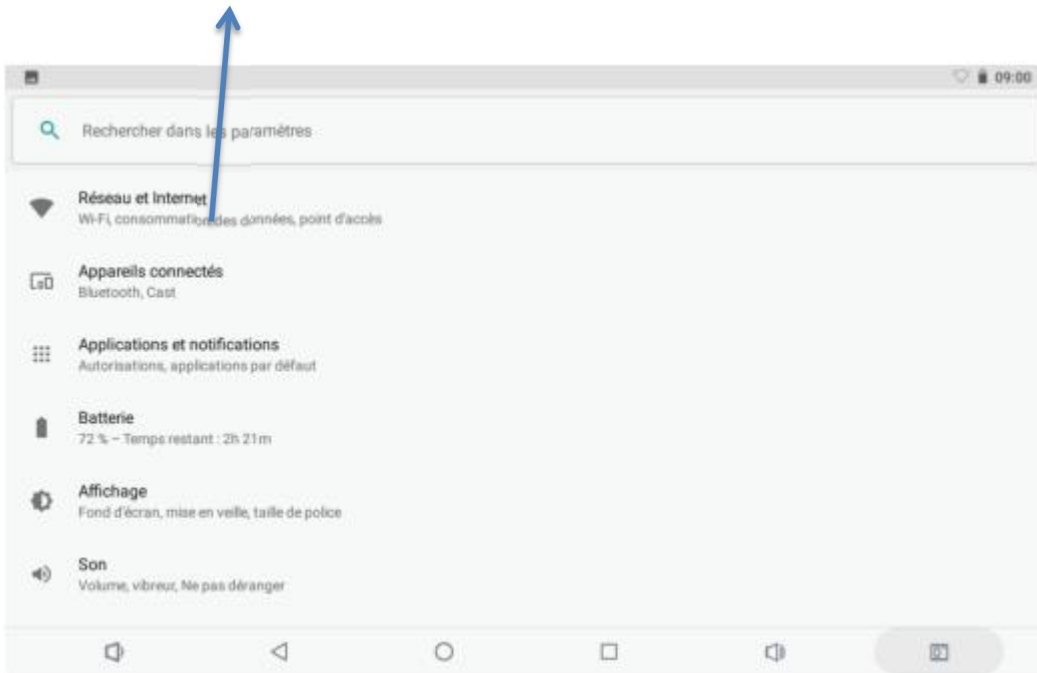 09:00
Rechercher dans les paramètres
Réseau et Internet
Wi-Fi, consommation des données, point d'accès
Appareils connectés
Bluetooth, Cast
Applications et notifications
Autorisations, applications par défaut
Batterie
72 % – Temps restant : 2h 21m
Affichage
Fond d'écran, mise en veille, taille de police
Son
Volume, vibreur, Ne pas déranger